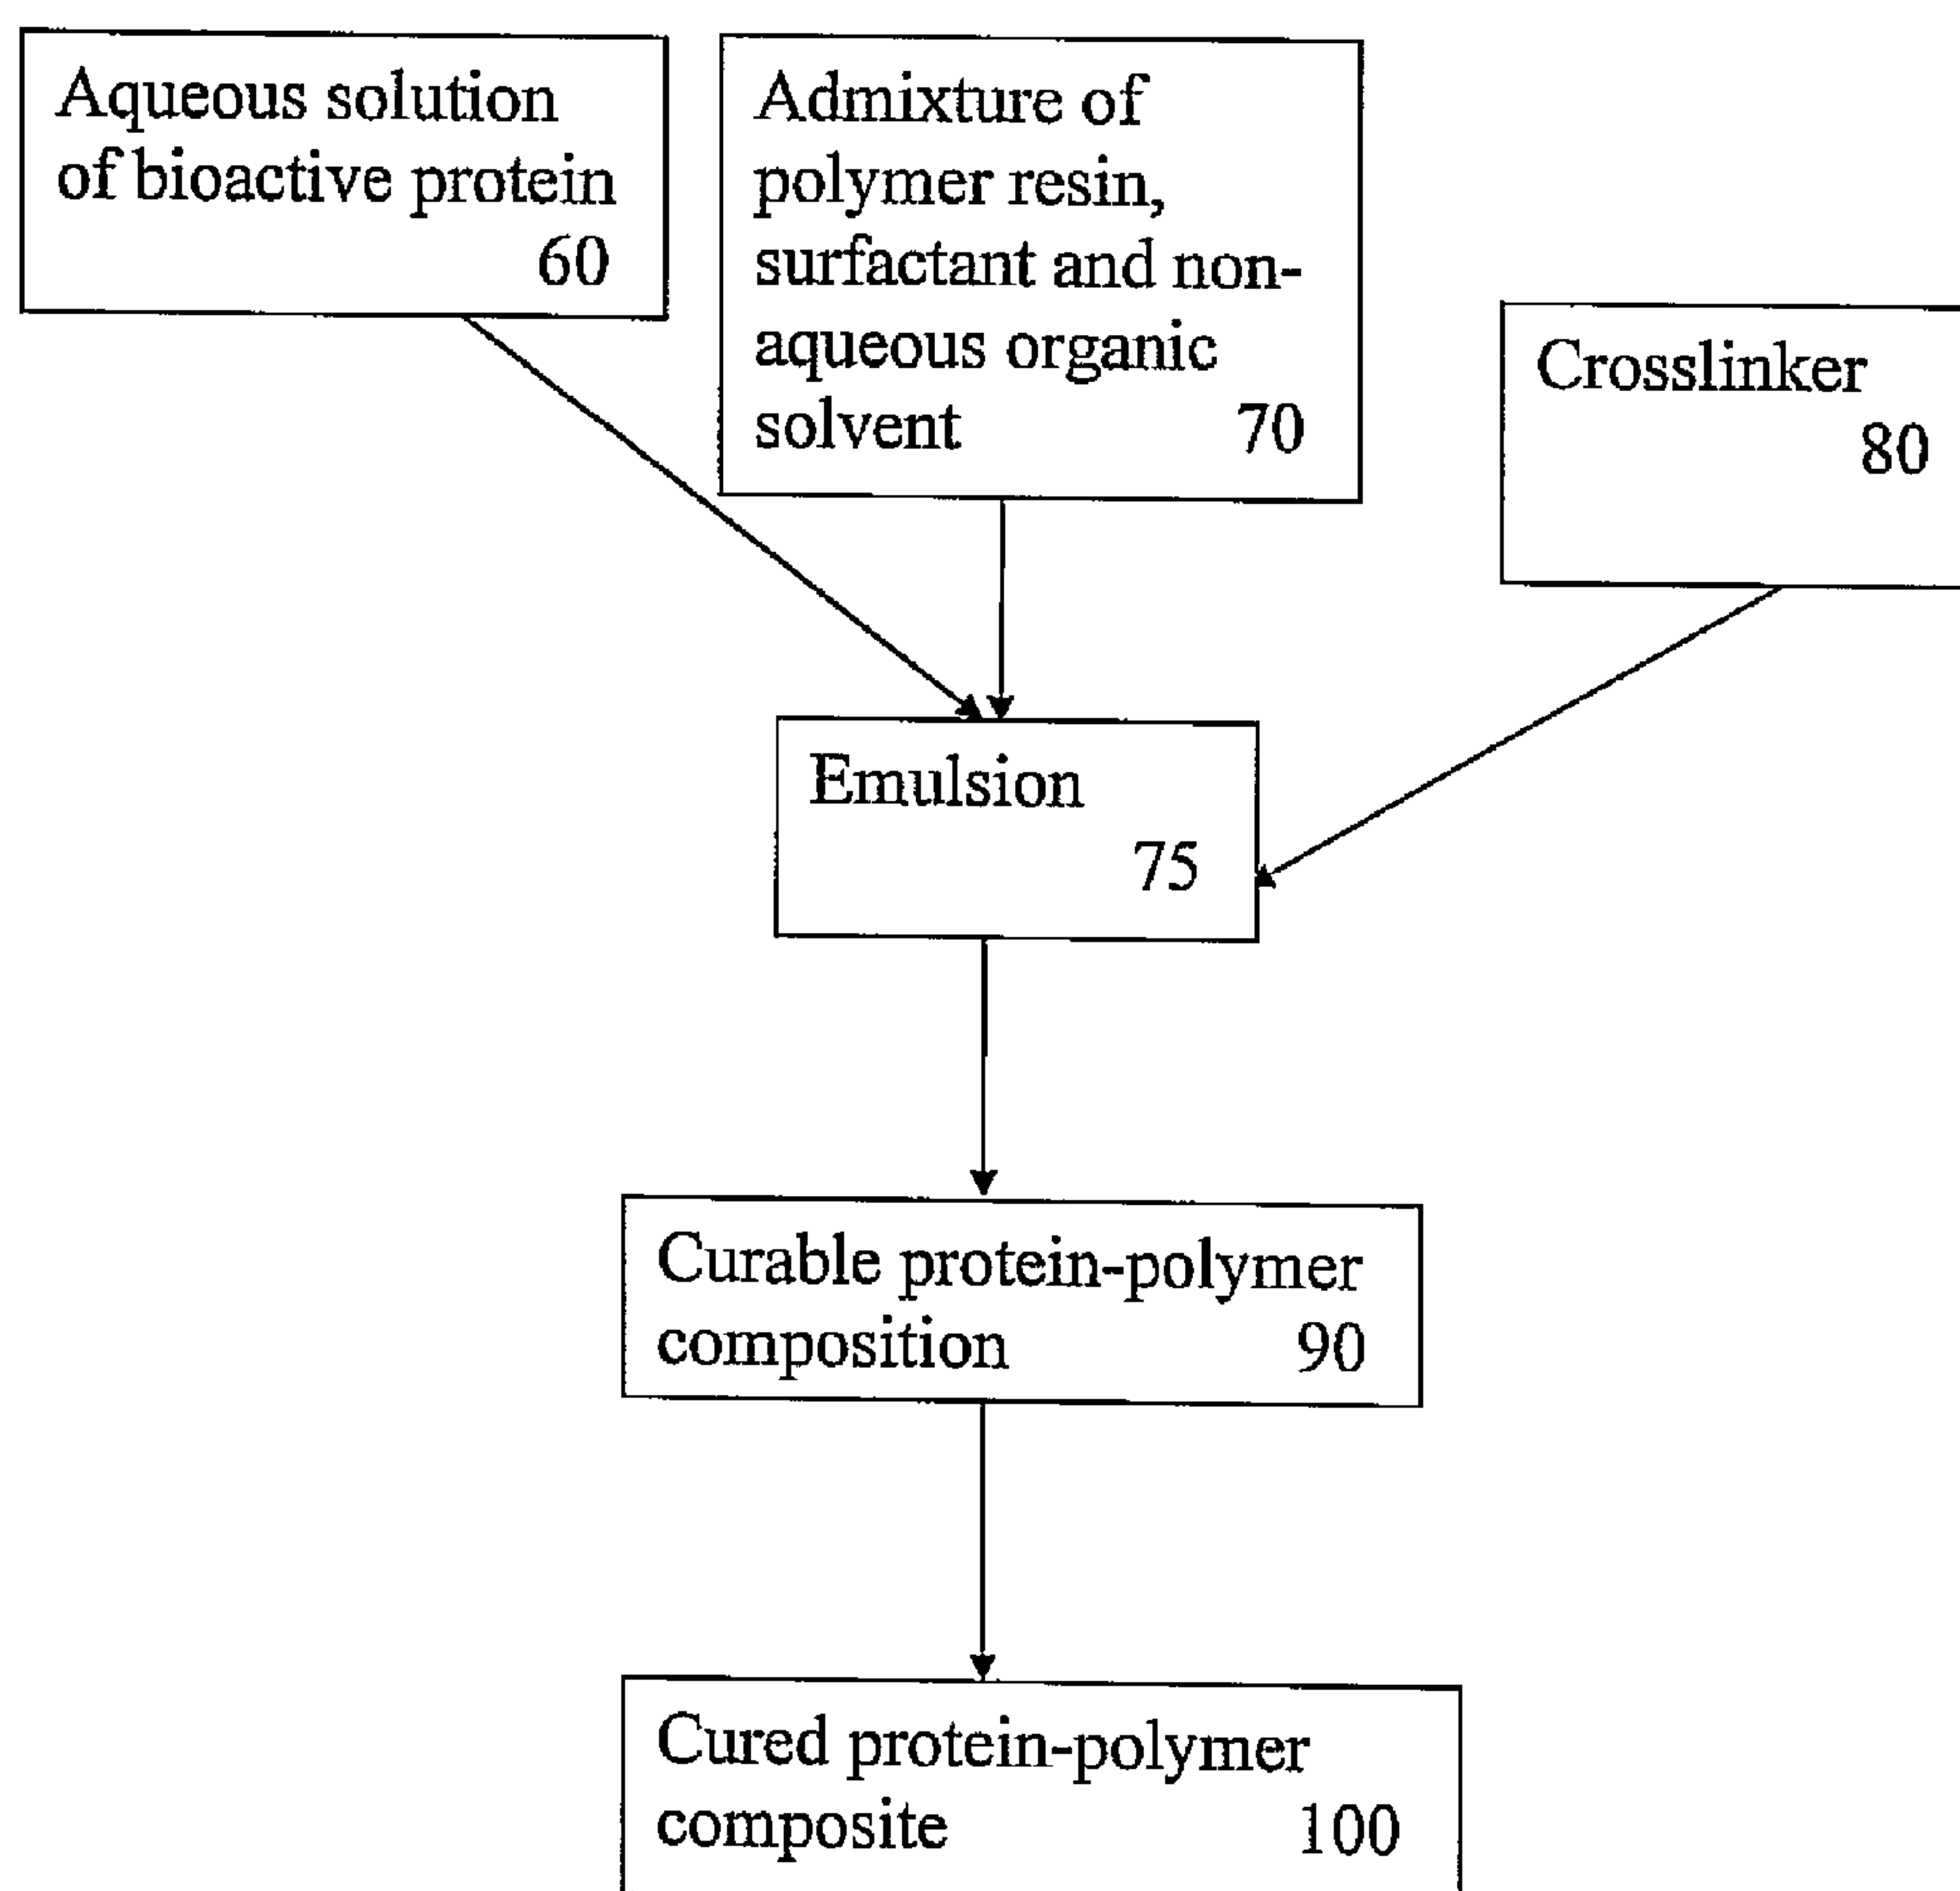 Aqueous solution
of bioactive protein
60
Admixture of
polymer resin,
surfactant and non-
aqueous organic
solvent 70
Crosslinker
80
Emulsion
75
Curable protein-polymer
composition 90
Cured protein-polymer
composite 100